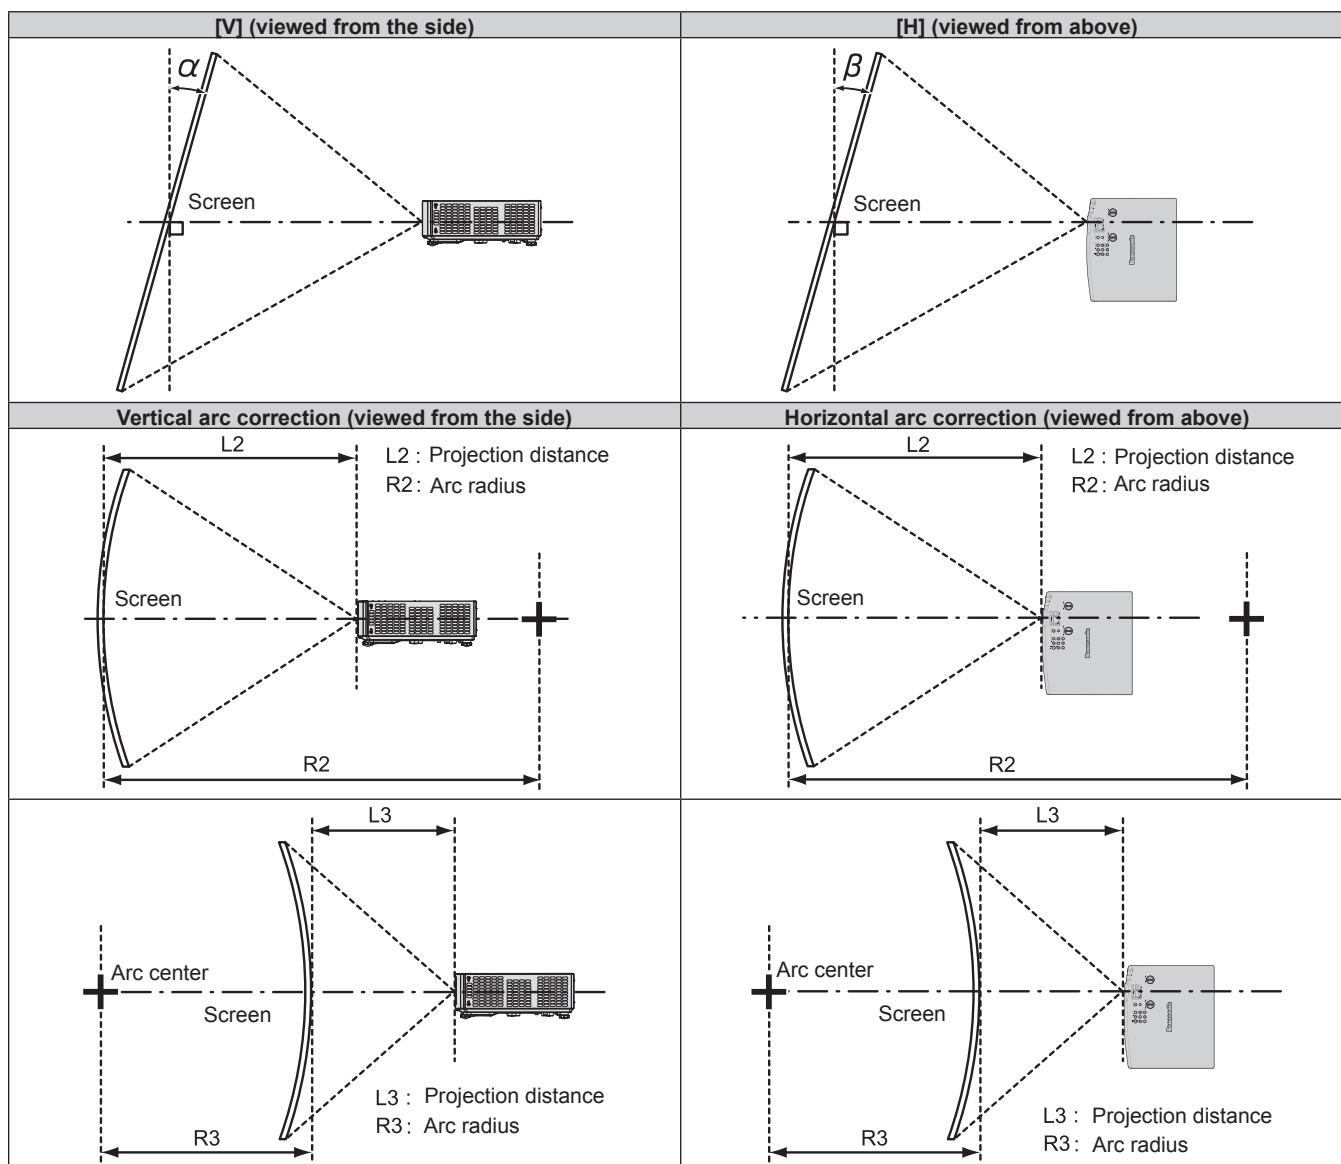 [V] (viewed from the side)
[H] (viewed from above)
α
Screen
β
Screen
Vertical arc correction (viewed from the side)
Horizontal arc correction (viewed from above)
L2
L2 : Projection distance
R2 : Arc radius
Screen
R2
L2
L2 : Projection distance
R2 : Arc radius
Screen
R2
L3
Arc center
Screen
L3 : Projection distance
R3 : Arc radius
R3
L3
Arc center
Screen
L3 : Projection distance
R3 : Arc radius
R3